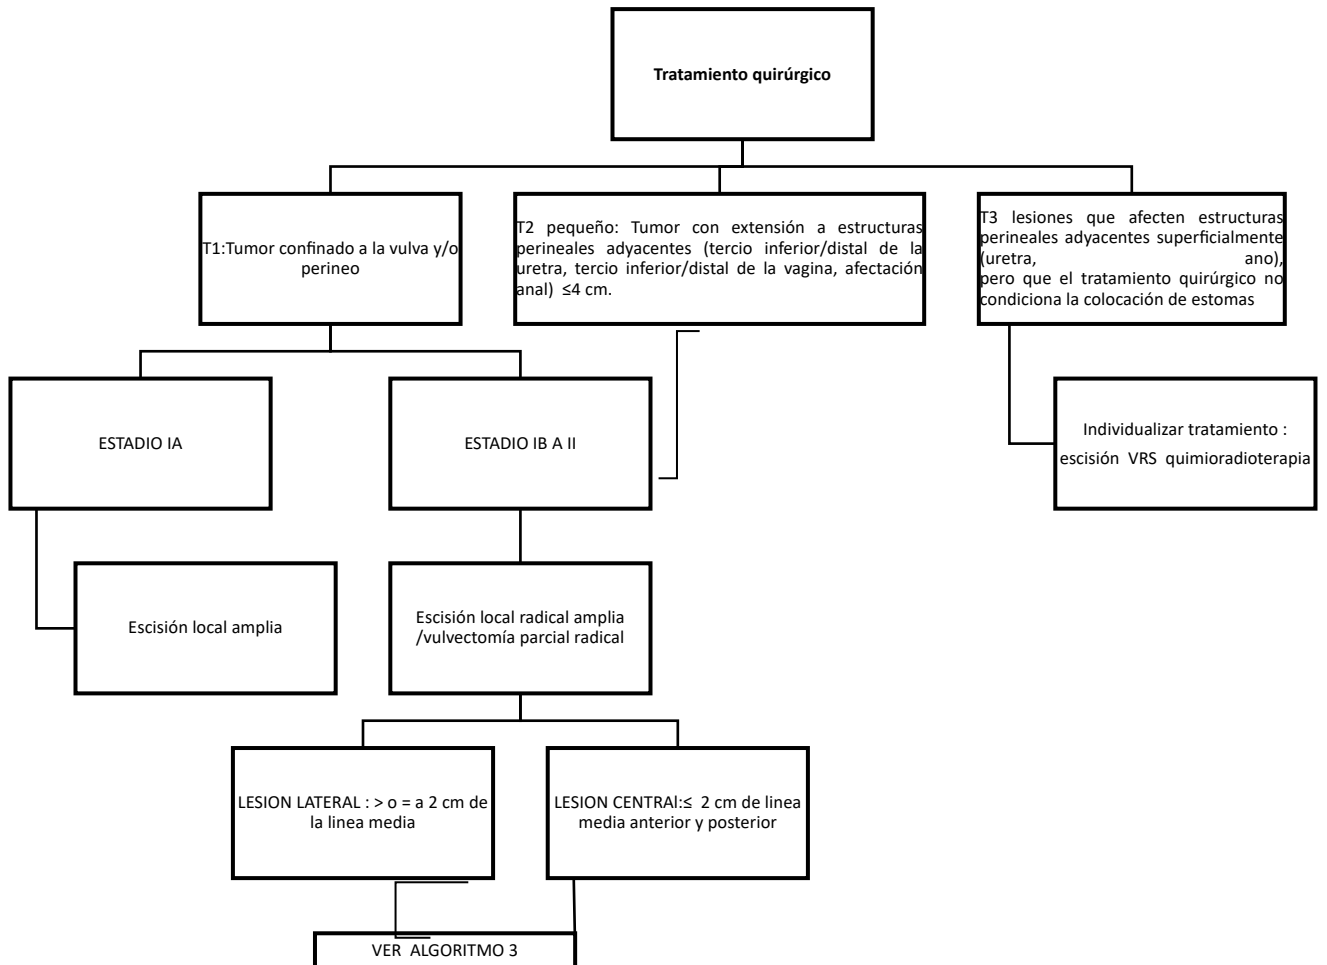 Tratamiento quirúrgico
T1:Tumor confinado a la vulva y/o
perineo
T2 pequeño: Tumor con extensión a estructuras
perineales adyacentes (tercio inferior/distal de la
uretra, tercio inferior/distal de la vagina, afectación
anal) ≤4 cm.
T3 lesiones que afecten estructuras
perineales adyacentes superficialmente
(uretra, ano),
pero que el tratamiento quirúrgico no
condiciona la colocación de estomas
ESTADIO IA
ESTADIO IB A II
Individualizar tratamiento :
escisión VRS quimioradioterapia
Escisión local amplia
Escisión local radical amplia
/vulvectomía parcial radical
LESION LATERAL : > o = a 2 cm de
la linea media
LESION CENTRAl:≤ 2 cm de linea
media anterior y posterior
VER ALGORITMO 3